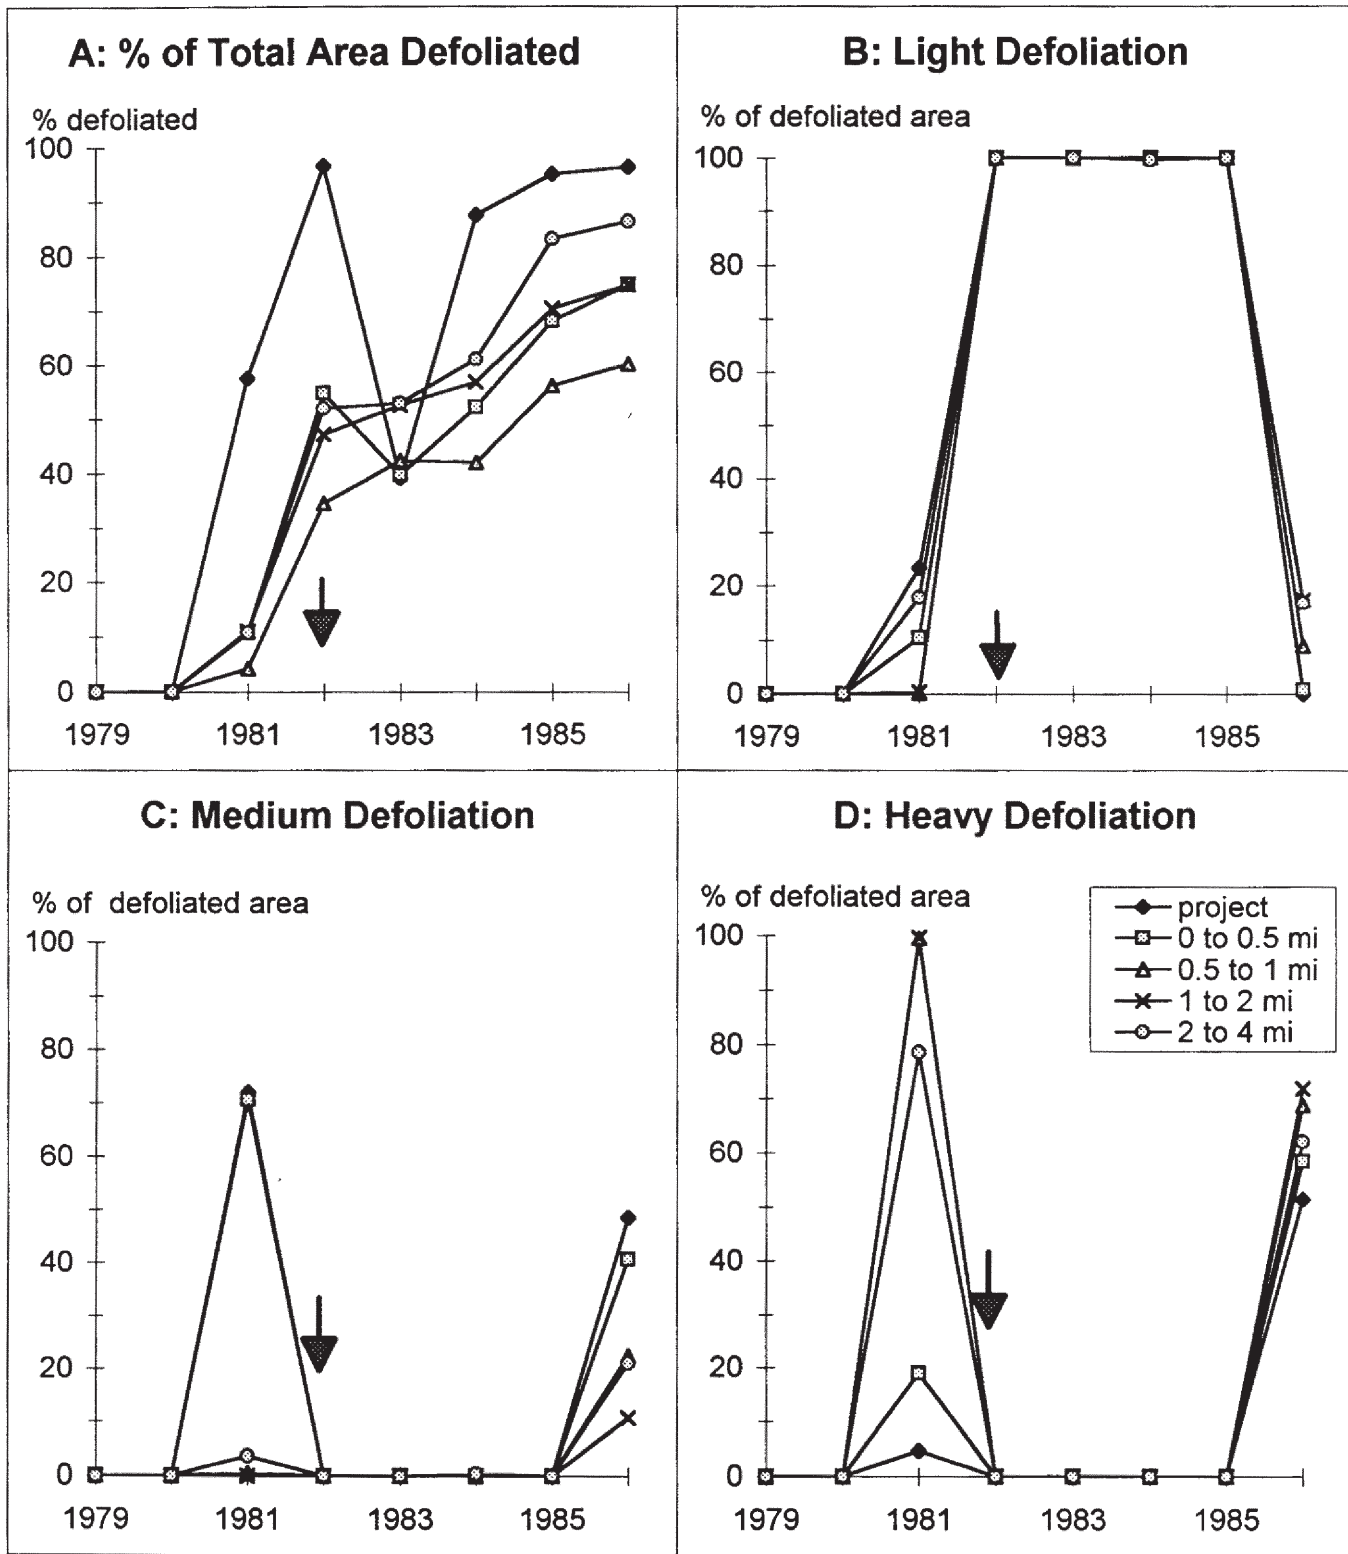 A: % of Total Area Defoliated
% defoliated
100
80
60
40
20
0
1979 1981 1983 1985
B: Light Defoliation
% of defoliated area
100
80
60
40
20
0
1979 1981 1983 1985
C: Medium Defoliation
% of defoliated area
100
80
60
40
20
0
1979 1981 1983 1985
D: Heavy Defoliation
% of defoliated area
100
80
60
40
20
0
1979 1981 1983 1985
project
0 to 0.5 mi
0.5 to 1 mi
1 to 2 mi
2 to 4 mi